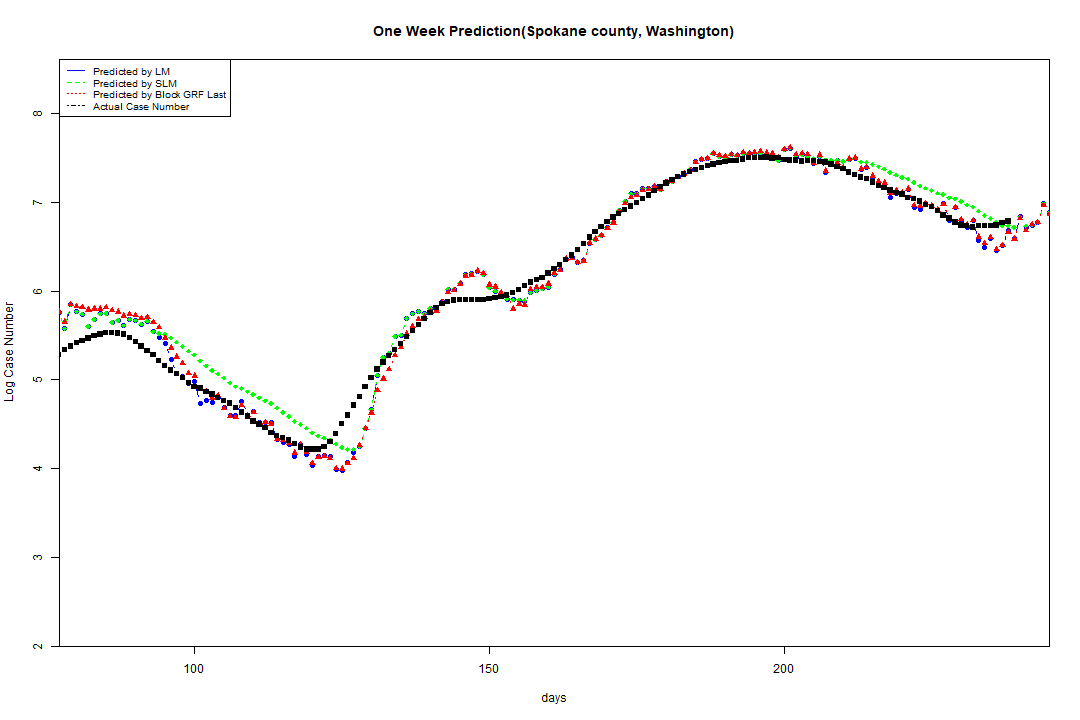 One Week Prediction(Spokane county, Washington)
Predicted by LM
Predicted by SLM
Predicted by Block GRF Last
Actual Case Number
8
7
6
5
4
3
2
Log Case Number
100 150 200
days